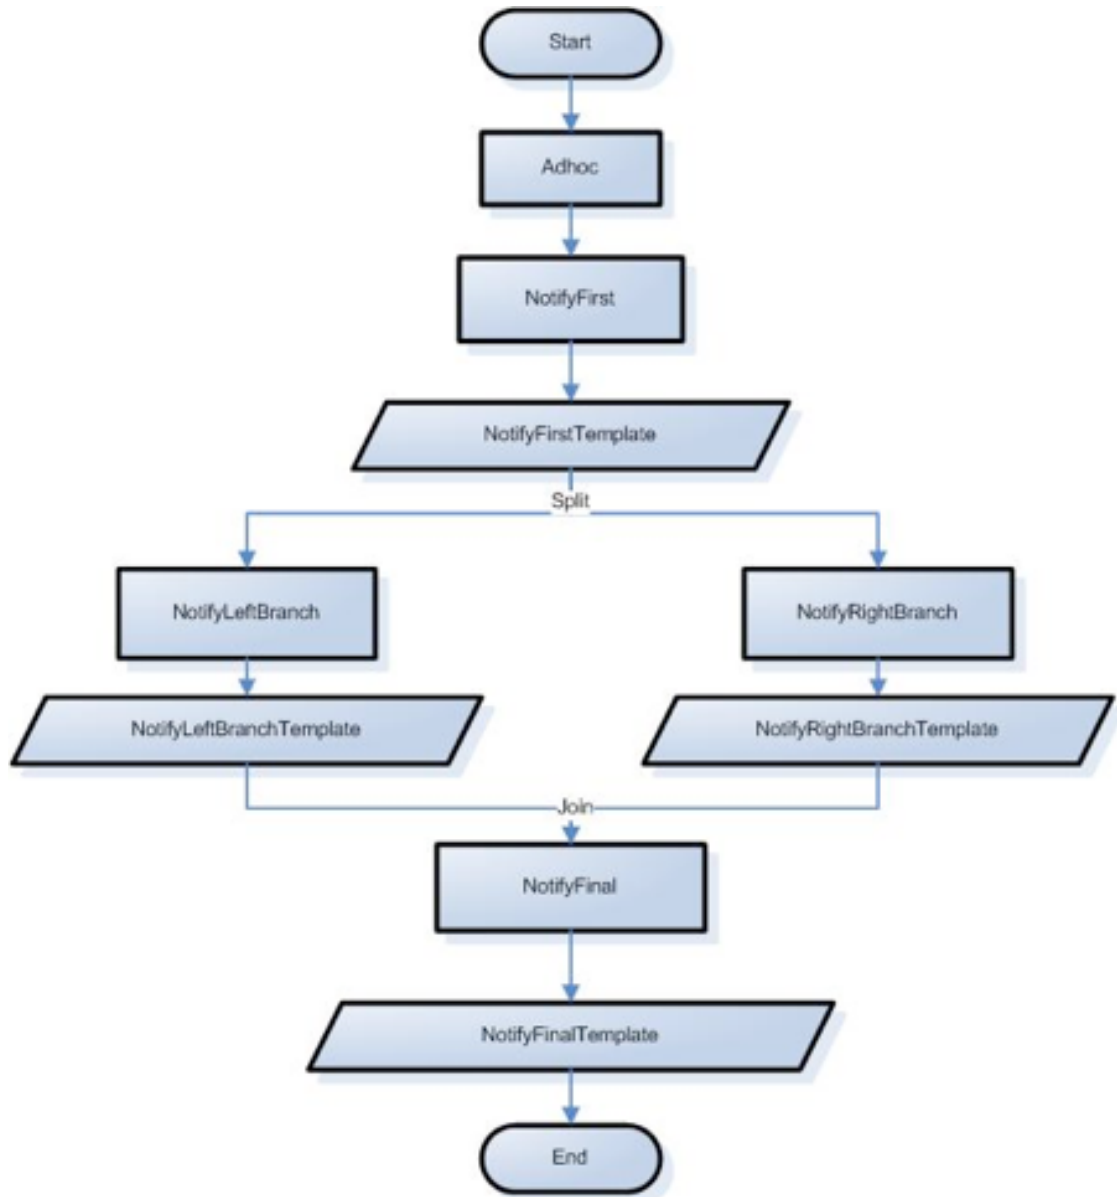 Start
Adhoc
NotifyFirst
NotifyFirstTemplate
Split
NotifyLeftBranch
NotifyRightBranch
NotifyLeftBranchTemplate
NotifyRightBranchTemplate
Join
NotifyFinal
NotifyFinalTemplate
End